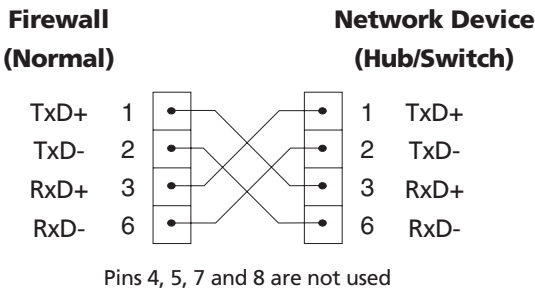 Firewall Network Device
(Normal) (Hub/Switch)
TxD+ 1 1 TxD+
TxD- 2 2 TxD-
RxD+ 3 3 RxD+
RxD- 6 6 RxD-
Pins 4, 5, 7 and 8 are not used